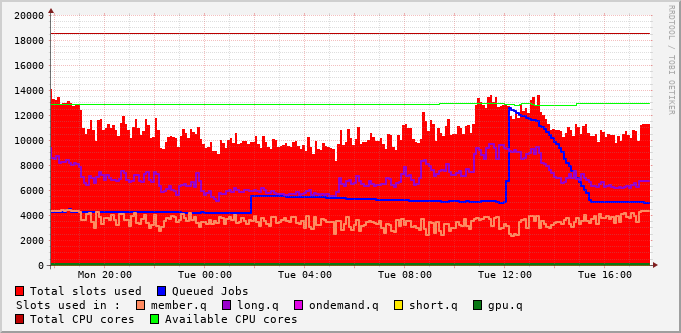 20000
18000
16000
14000
12000
10000
8000
6000
4000
2000
0
Mon 20:00 Tue 00:00 Tue 04:00 Tue 08:00 Tue 12:00 Tue 16:00
RRDTOOL / TOBI OETIKER
Total slots used Queued Jobs
Slots used in : member.q long.q ondemand.q short.q gpu.q
Total CPU cores Available CPU cores